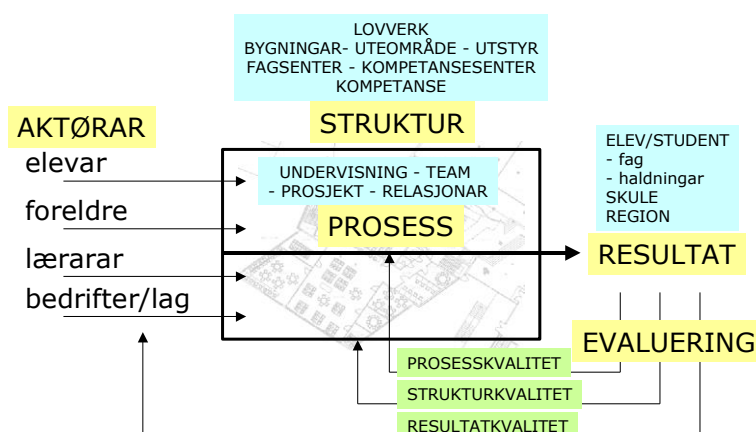 LOVVERK
BYGNINGAR- UTEOMRÅDE - UTSTYR
FAGSENTER - KOMPETANSESENTER
KOMPETANSE
AKTØRAR
STRUKTUR
elevar
foreldre
lærarar
bedrifter/lag
UNDERVISNING - TEAM
- PROSJEKT - RELASJONAR
PROSESS
ELEV/STUDENT
- fag
- haldningar
SKULE
REGION
RESULTAT
EVALUERING
PROSESSKVALITET
STRUKTURKVALITET
RESULTATKVALITET